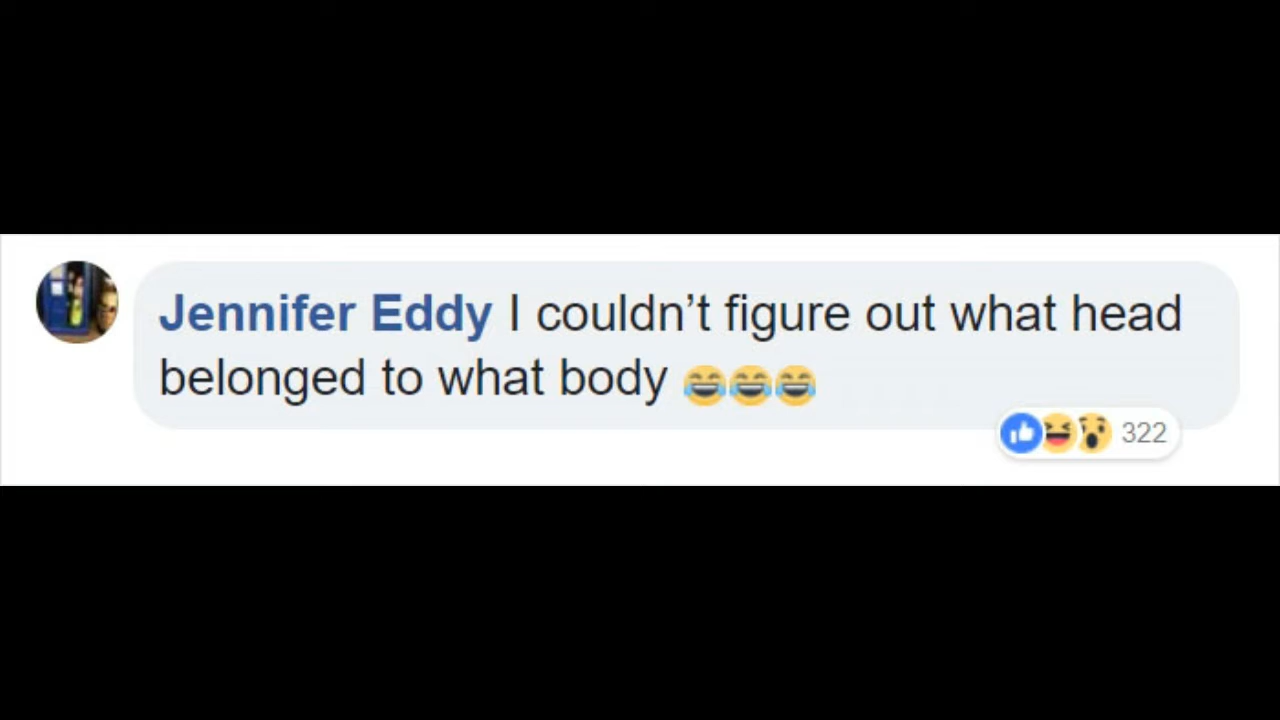 Jennifer Eddy I couldn’t figure out what head
belonged to what body 😂😂😂
322